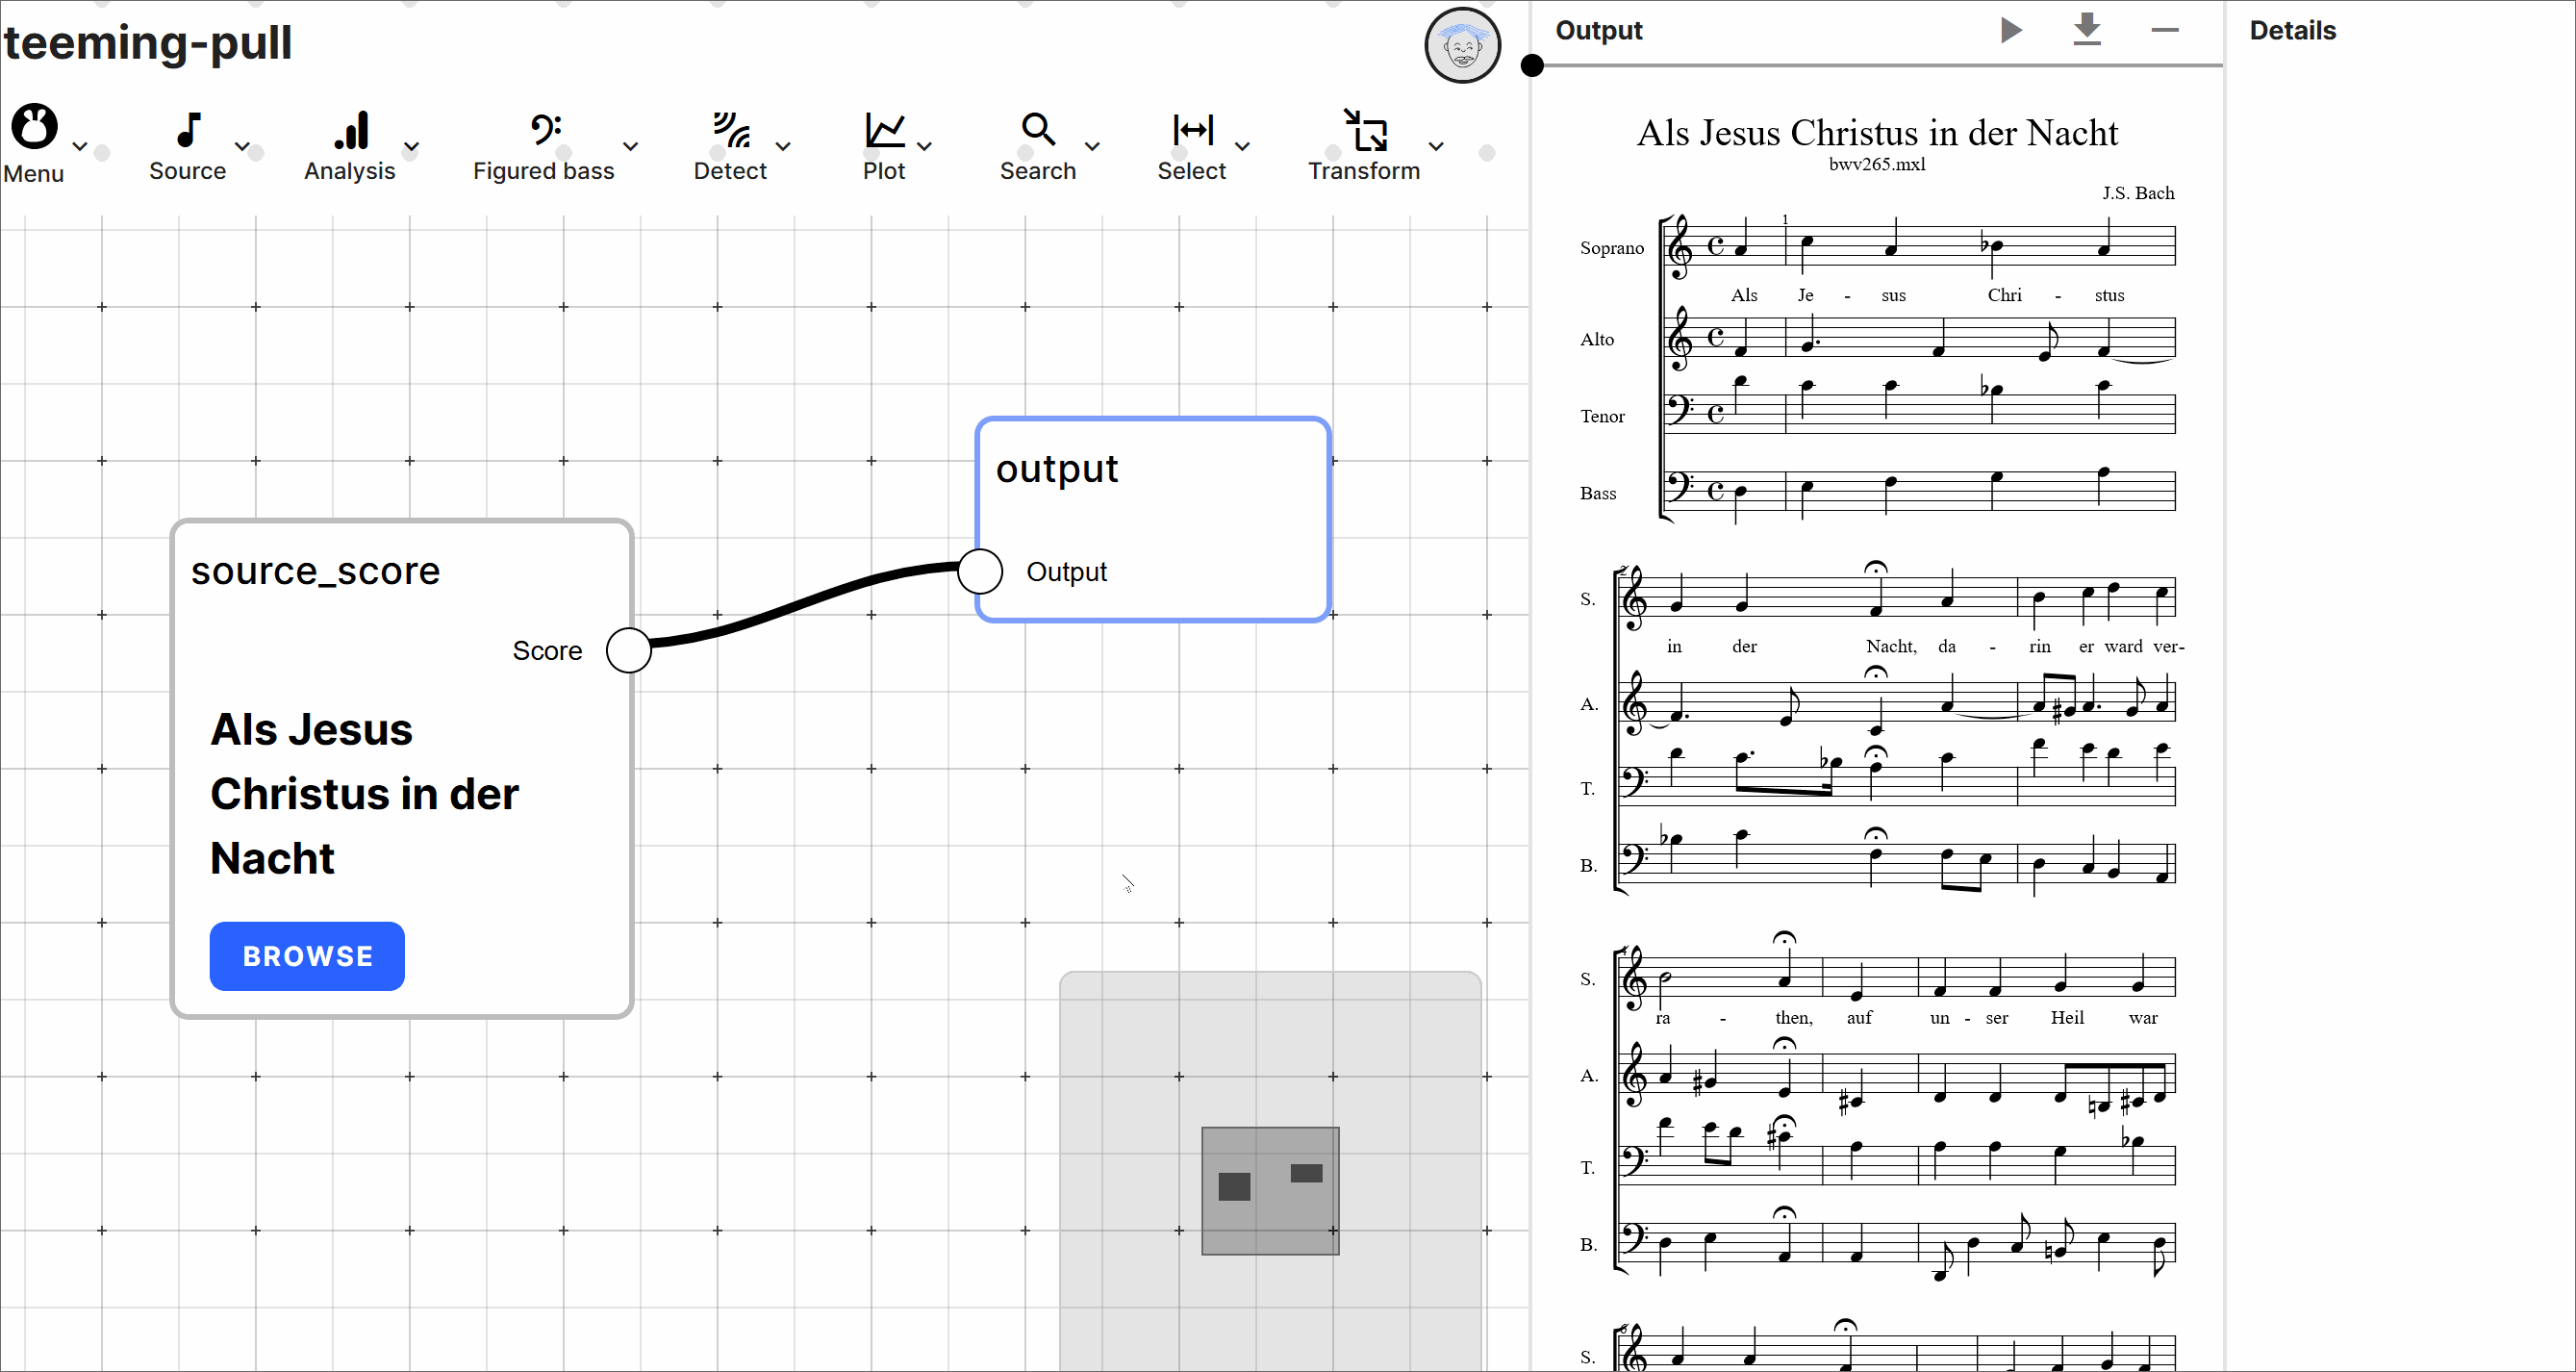 teeming-pull
Menu
Source
Analysis
Figured bass
Detect
Plot
Search
Select
Transform
output
Output
source_score
Score
Als Jesus
Christus in der
Nacht
BROWSE
Output
Details
Als Jesus Christus in der Nacht
bwv265.mxl
J.S. Bach
1
Soprano
Als Je - sus Chri - stus
Alto
Tenor
Bass
2
S.
in der Nacht, da - rin er ward ver-
A.
T.
B.
4
S.
ra - then, auf un - ser Heil war
A.
T.
B.
6
S.